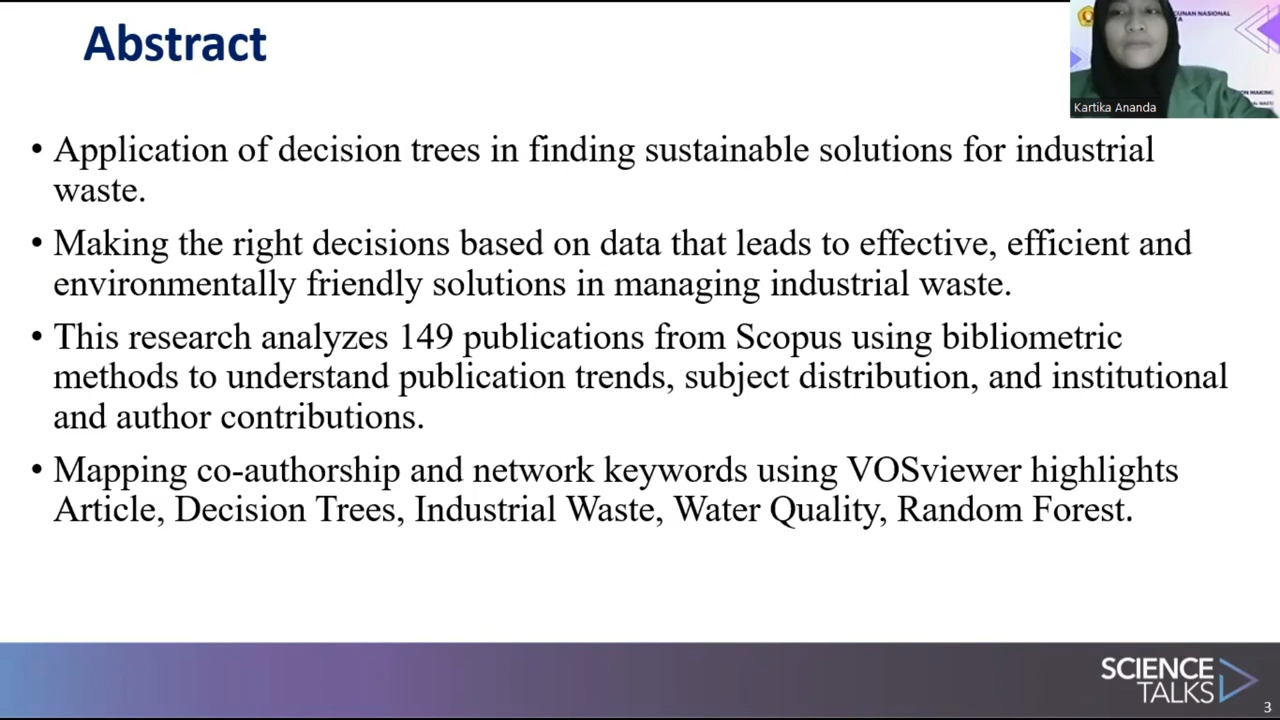 Abstract
CUNAN NASIONAL
Kartika Ananda
• Application of decision trees in finding sustainable solutions for industrial
waste.
• Making the right decisions based on data that leads to effective, efficient and
environmentally friendly solutions in managing industrial waste.
• This research analyzes 149 publications from Scopus using bibliometric
methods to understand publication trends, subject distribution, and institutional
and author contributions.
• Mapping co-authorship and network keywords using VOSviewer highlights
Article, Decision Trees, Industrial Waste, Water Quality, Random Forest.
SCIENCE
TALKS
3